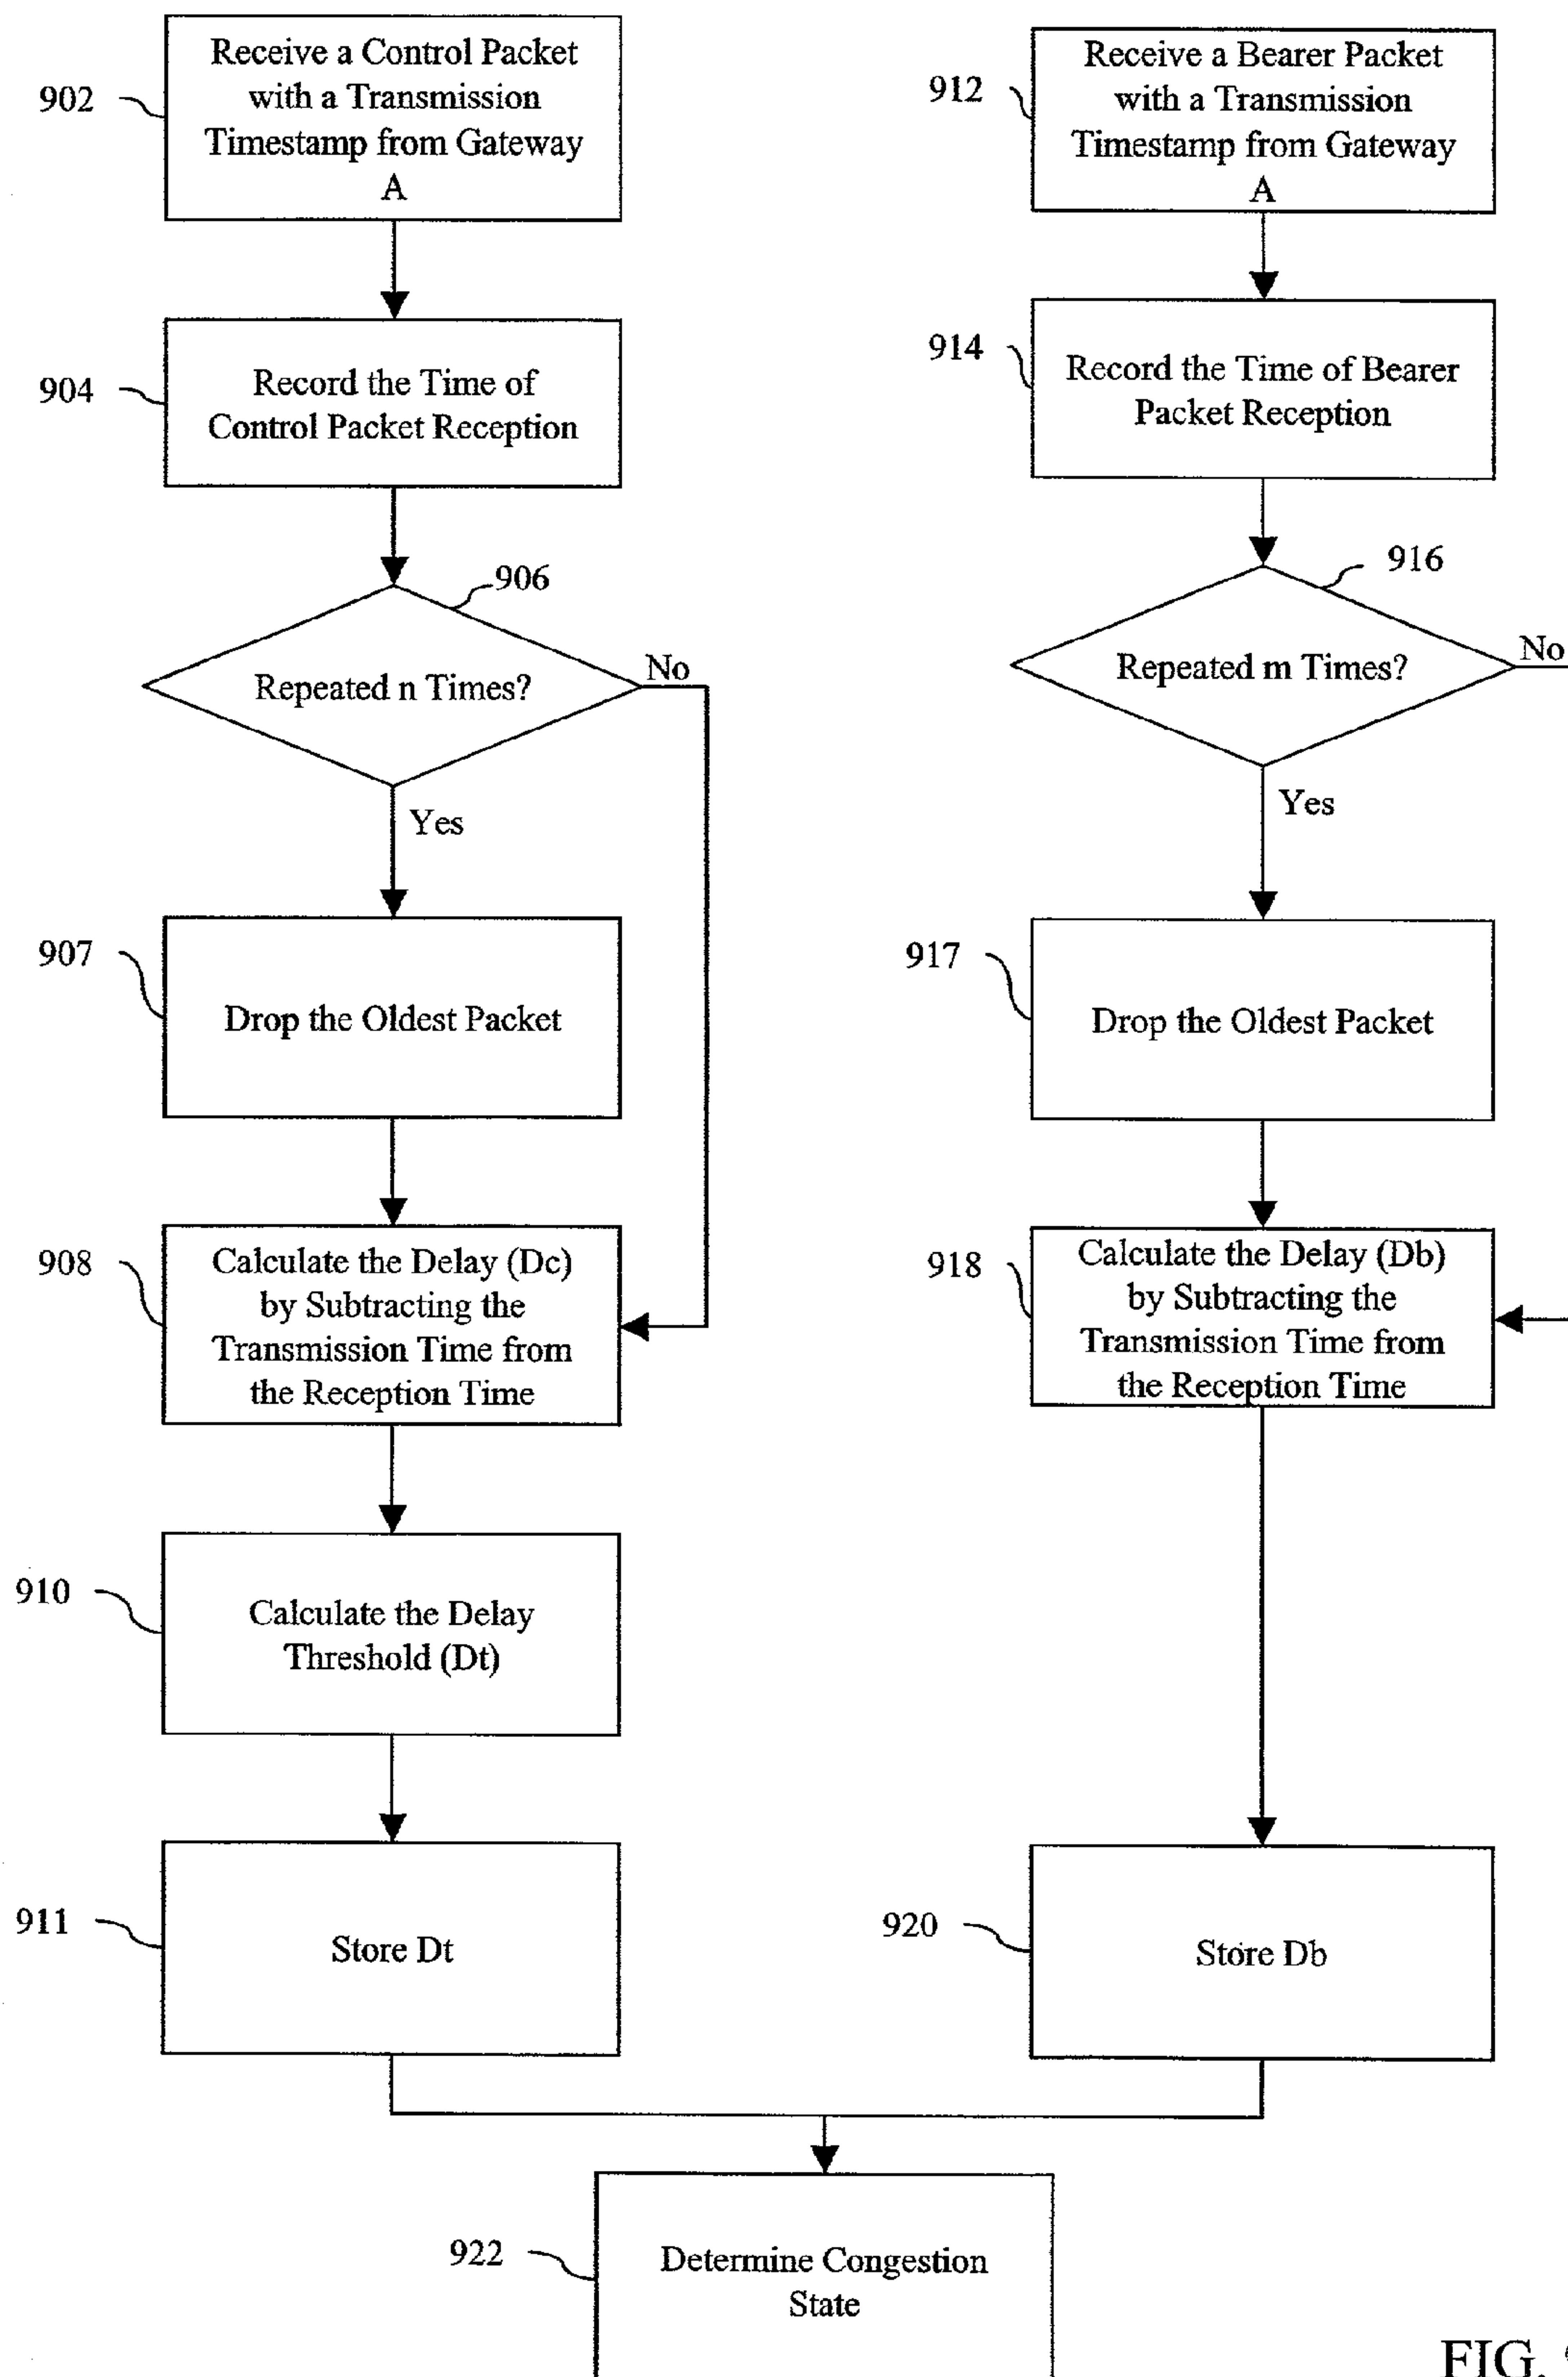 Receive a Control Packet
with a Transmission
Timestamp from Gateway
A
902
Record the Time of
Control Packet Reception
904
906
Repeated n Times?
No
Yes
907
Drop the Oldest Packet
908
Calculate the Delay (Dc)
by Subtracting the
Transmission Time from
the Reception Time
910
Calculate the Delay
Threshold (Dt)
911
Store Dt
Receive a Bearer Packet
with a Transmission
Timestamp from Gateway
A
912
914
Record the Time of Bearer
Packet Reception
916
Repeated m Times?
No
Yes
917
Drop the Oldest Packet
918
Calculate the Delay (Db)
by Subtracting the
Transmission Time from
the Reception Time
920
Store Db
922
Determine Congestion
State
FIG.